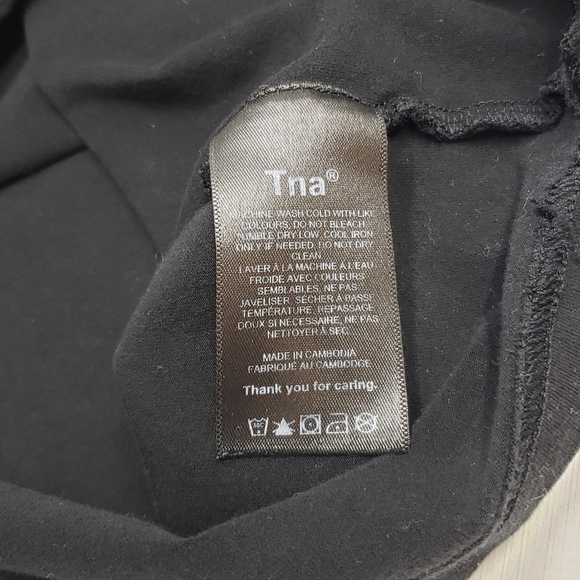 Tna®
MACHINE WASH COLD WITH LIKE
COLOURS, DO NOT BLEACH,
TUMBLE DRY LOW, COOL IRON
ONLY IF NEEDED, DO NOT DRY
CLEAN
LAVER À LA MACHINE À L'EAU
FROIDE AVEC COULEURS
SEMBLABLES, NE PAS
JAVELISER, SÉCHER À BASSE
TEMPÉRATURE, REPASSAGE
DOUX SI NÉCESSAIRE, NE PAS
NETTOYER À SEC
MADE IN CAMBODIA
FABRIQUÉ AU CAMBODGE
Thank you for caring.
30C